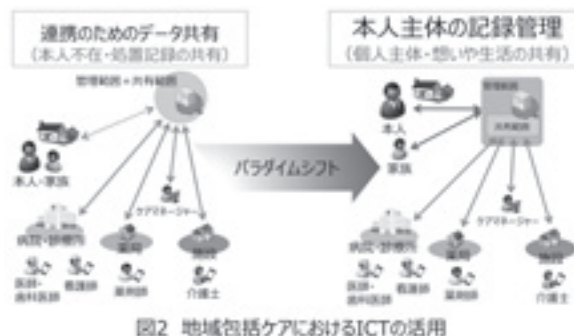 連携のためのデータ共有
(本人不在・処置記録の共有)
管理範囲=共有範囲
本人・家族
ケアマネージャー
病院・診療所
薬局
施設
医師・
歯科医師
看護師
薬剤師
介護士
パラダイムシフト
本人主体の記録管理
(個人主体・想いや生活の共有)
管理範囲
本人
共有範囲
家族
ケアマネージャー
病院・診療所
薬局
施設
医師・
歯科医師
看護師
薬剤師
介護士
図2 地域包括ケアにおけるICTの活用